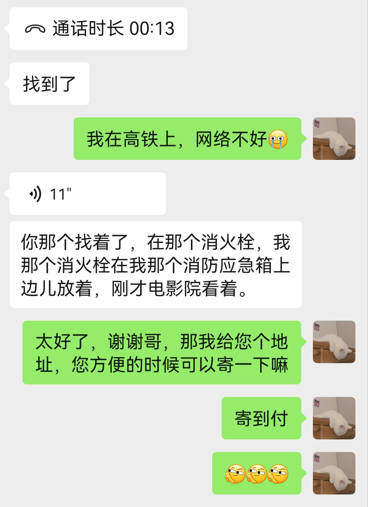 通话时长 00:13
找到了
我在高铁上，网络不好😭
11"
你那个找着了，在那个消火栓，我
那个消火栓在我那个消防应急箱上
边儿放着，刚才电影院看着。
太好了，谢谢哥，那我给您个地
址，您方便的时候可以寄一下嘛
寄到付